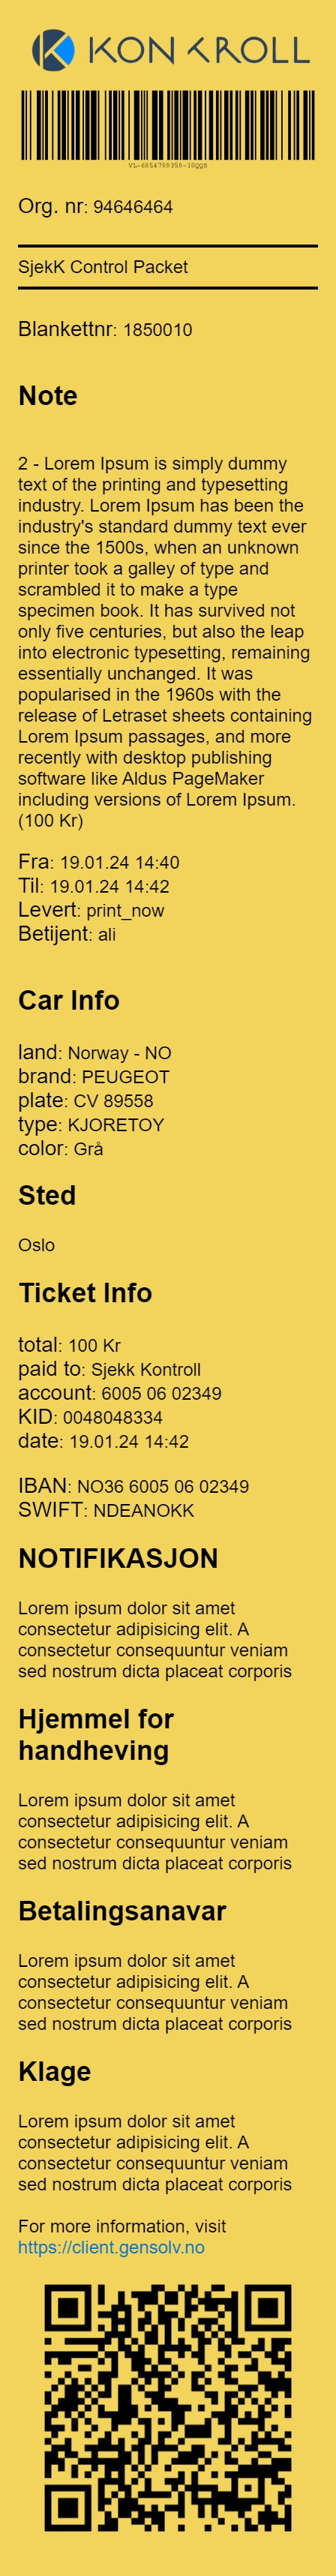 KONTROLL
VL-6854799359-10QQS
Org. nr: 94646464
SjekK Control Packet
Blankettnr: 1850010
Note
2 - Lorem Ipsum is simply dummy
text of the printing and typesetting
industry. Lorem Ipsum has been the
industry's standard dummy text ever
since the 1500s, when an unknown
printer took a galley of type and
scrambled it to make a type
specimen book. It has survived not
only five centuries, but also the leap
into electronic typesetting, remaining
essentially unchanged. It was
popularised in the 1960s with the
release of Letraset sheets containing
Lorem Ipsum passages, and more
recently with desktop publishing
software like Aldus PageMaker
including versions of Lorem Ipsum.
(100 Kr)
Fra: 19.01.24 14:40
Til: 19.01.24 14:42
Levert: print_now
Betijent: ali
Car Info
land: Norway - NO
brand: PEUGEOT
plate: CV 89558
type: KJORETOY
color: Grå
Sted
Oslo
Ticket Info
total: 100 Kr
paid to: Sjekk Kontroll
account: 6005 06 02349
KID: 0048048334
date: 19.01.24 14:42
IBAN: NO36 6005 06 02349
SWIFT: NDEANOKK
NOTIFIKASJON
Lorem ipsum dolor sit amet
consectetur adipisicing elit. A
consectetur consequuntur veniam
sed nostrum dicta placeat corporis
Hjemmel for
handheving
Lorem ipsum dolor sit amet
consectetur adipisicing elit. A
consectetur consequuntur veniam
sed nostrum dicta placeat corporis
Betalingsanavar
Lorem ipsum dolor sit amet
consectetur adipisicing elit. A
consectetur consequuntur veniam
sed nostrum dicta placeat corporis
Klage
Lorem ipsum dolor sit amet
consectetur adipisicing elit. A
consectetur consequuntur veniam
sed nostrum dicta placeat corporis
For more information, visit
https://client.gensolv.no